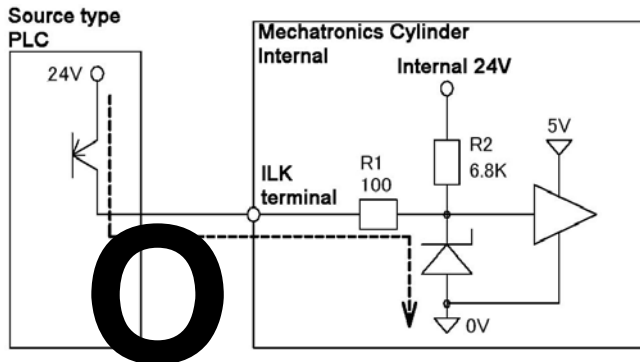 Source type
PLC
24V
Mechatronics Cylinder
Internal
Internal 24V
5V
R2
6.8K
R1
100
ILK
terminal
0V
O